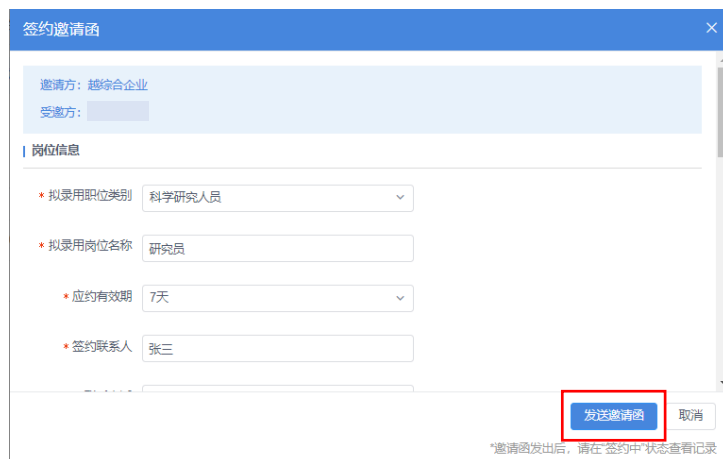 签约邀请函
邀请方：越综合企业
受邀方：
岗位信息
* 拟录用职位类别 科学研究人员
* 拟录用岗位名称 研究员
* 应约有效期 7天
* 签约联系人 张三
发送邀请函 取消
*邀请函发出后，请在“签约中”状态查看记录